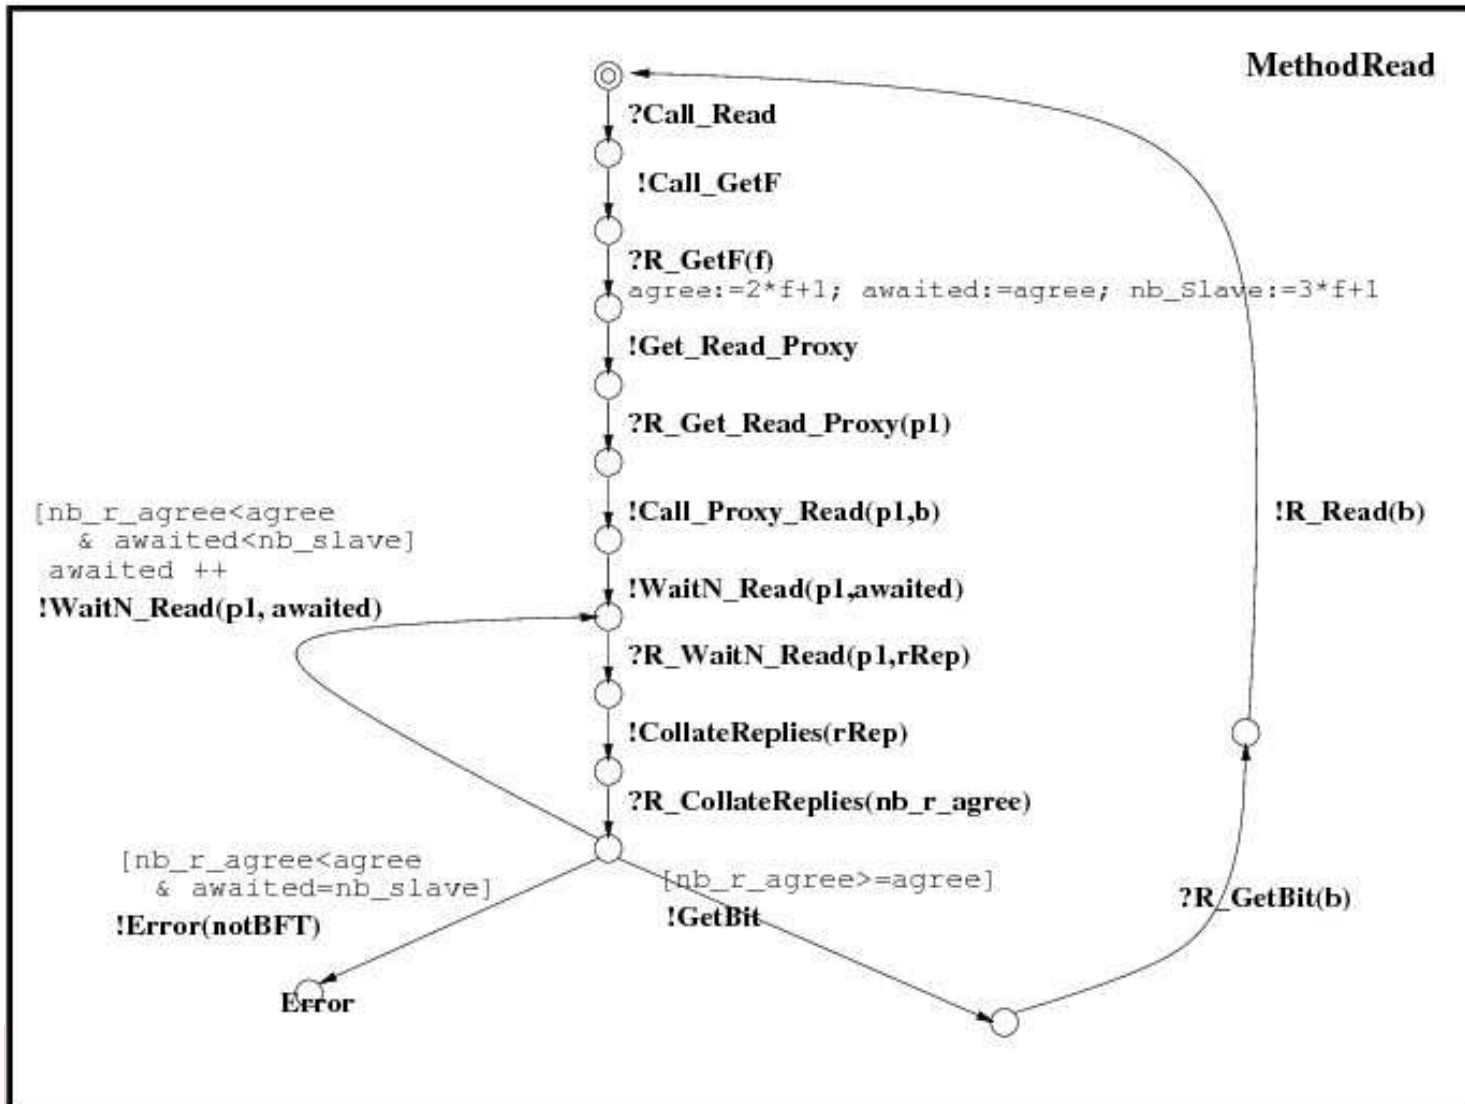 MethodRead
?Call_Read
!Call_GetF
?R_GetF(f)
agree:=2*f+1; awaited:=agree; nb_Slave:=3*f+1
!Get_Read_Proxy
?R_Get_Read_Proxy(p1)
!Call_Proxy_Read(p1,b)
!R_Read(b)
[nb_r_agree<agree
& awaited<nb_slave]
awaited ++
!WaitN_Read(p1, awaited)
!WaitN_Read(p1,awaited)
?R_WaitN_Read(p1,rRep)
!CollateReplies(rRep)
?R_CollateReplies(nb_r_agree)
[nb_r_agree<agree
& awaited=nb_slave]
!Error(notBFT)
Error
[nb_r_agree>=agree]
!GetBit
?R_GetBit(b)